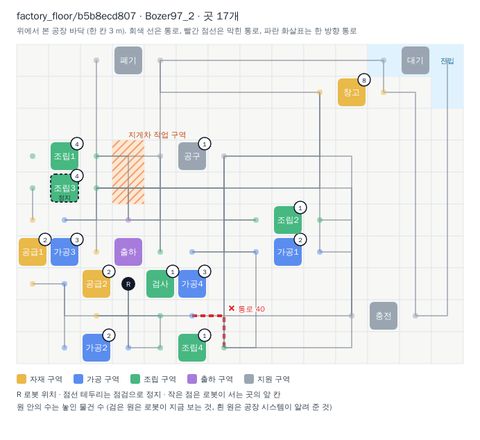 factory_floor/b5b8ecd807 · Bozer97_2 · 곳 17개
위에서 본 공장 바닥 (한 칸 3 m). 회색 선은 통로, 빨간 점선은 막힌 통로, 파란 화살표는 한 방향 통로
폐기
대기
진입
창고
8
지게차 작업 구역
조립1
4
공구
1
조립3
4
정지
조립2
1
공급1
2
가공3
3
출하
가공1
2
공급2
2
R
검사
1
가공4
3
통로 40
충전
가공2
2
조립4
1
자재 구역
가공 구역
조립 구역
출하 구역
지원 구역
R 로봇 위치 · 점선 테두리는 점검으로 정지 · 작은 점은 로봇이 서는 곳의 앞 칸
원 안의 수는 놓인 물건 수 (검은 원은 로봇이 지금 보는 것, 흰 원은 공장 시스템이 알려 준 것)